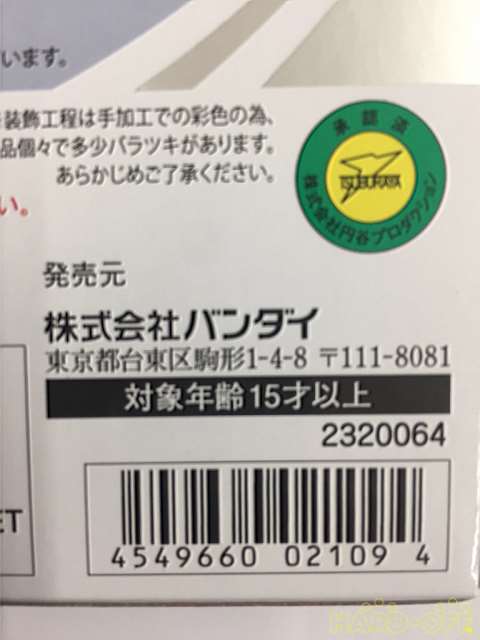 います。
装飾工程は手加工での彩色の為、
品個々で多少バラツキがあります。
あらかじめご了承ください。
い。
承認済
TSUBURAYA
株式会社円谷プロダクション
発売元
株式会社バンダイ
東京都台東区駒形1-4-8 〒111-8081
対象年齢15才以上
2320064
ET
4549660 02109 4
HARD-OFF